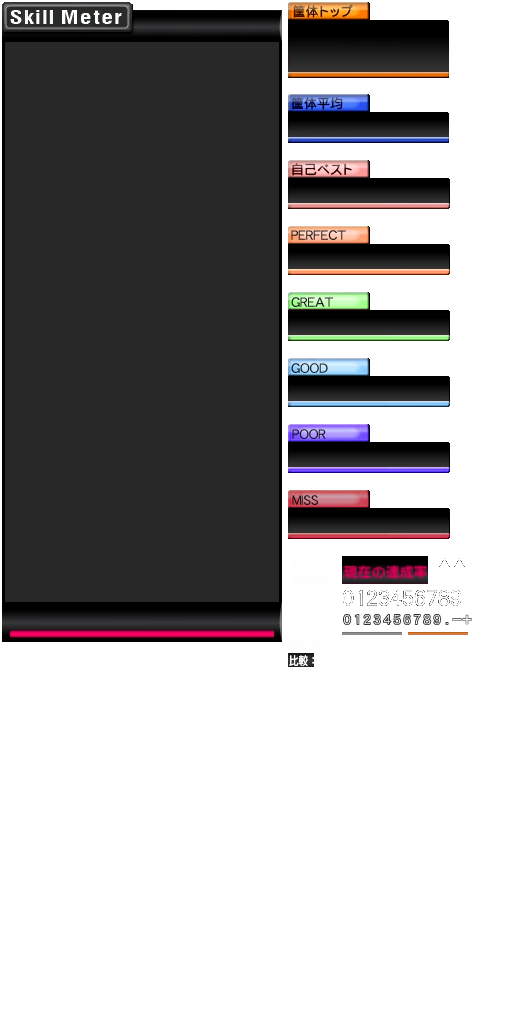 Skill Meter
筐体トップ
筐体平均
自己ベスト
PERFECT
GREAT
GOOD
POOR
MISS
現在の達成率
0123456789
0123456789.-+
比較: